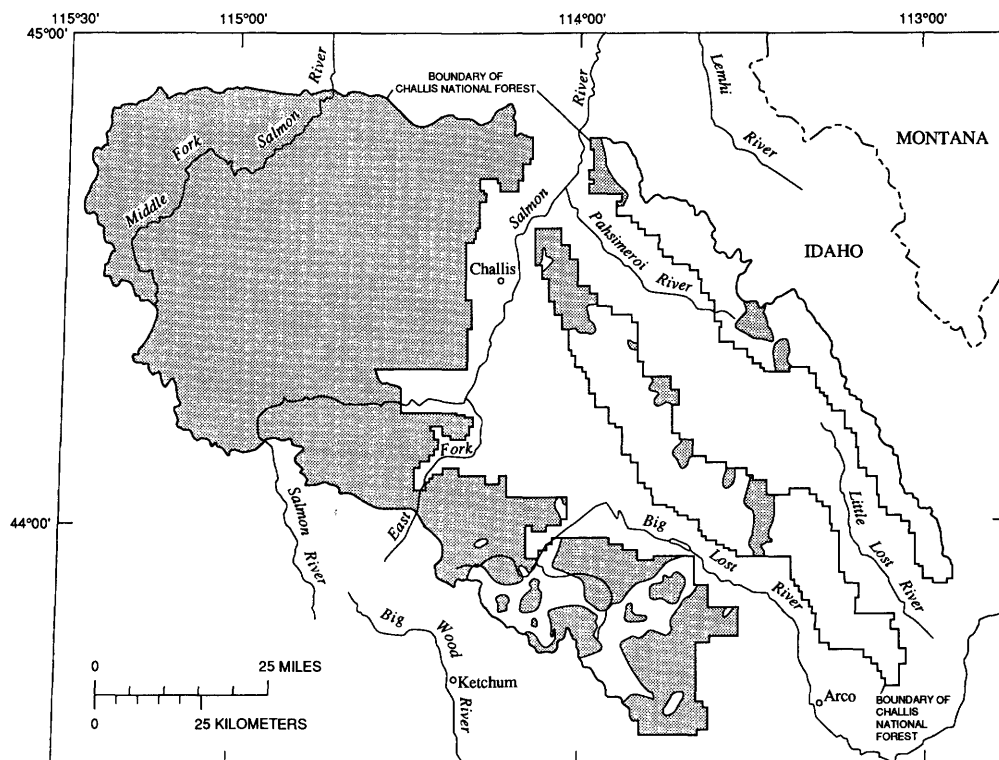 115°30'
115°00'
114°00'
113°00'
45°00'
River
BOUNDARY OF
CHALLIS NATIONAL FOREST
River
Lemhi
River
MONTANA
Fork
Salmon
Middle
Salmon
Pahsimeroi
River
IDAHO
Challis
Fork
East
Salmon
River
44°00'
Big
Lost
River
Little
Lost
River
Big
Wood
River
Ketchum
0
25 MILES
0
25 KILOMETERS
Arco
BOUNDARY OF
CHALLIS
NATIONAL
FOREST